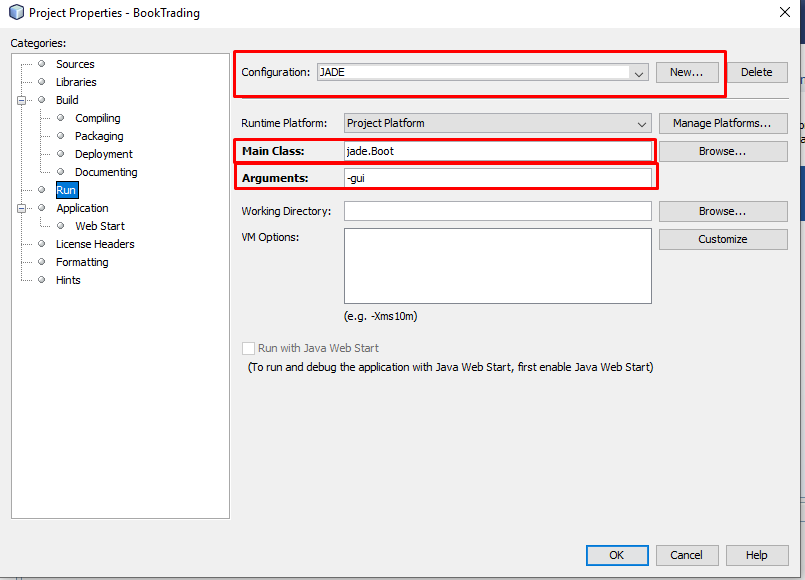 Project Properties - BookTrading
Categories:
Sources
Libraries
Build
Compiling
Packaging
Deployment
Documenting
Run
Application
Web Start
License Headers
Formatting
Hints
Configuration: JADE New... Delete
Runtime Platform: Project Platform Manage Platforms...
Main Class: jade.Boot Browse...
Arguments: -gui
Working Directory: Browse...
VM Options: Customize
(e.g. -Xms10m)
Run with Java Web Start
(To run and debug the application with Java Web Start, first enable Java Web Start)
OK Cancel Help